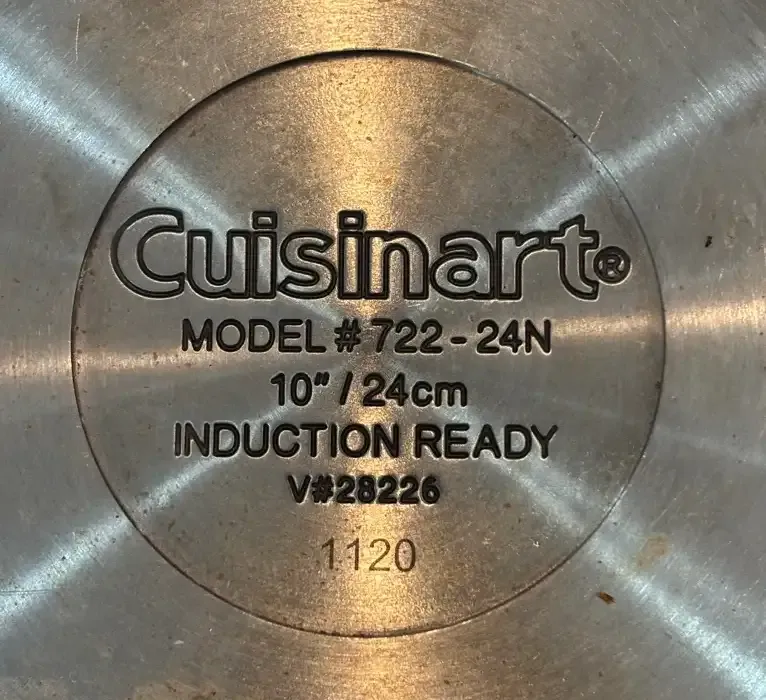 Cuisinart®
MODEL # 722-24N
10" / 24cm
INDUCTION READY
V#28226
1120